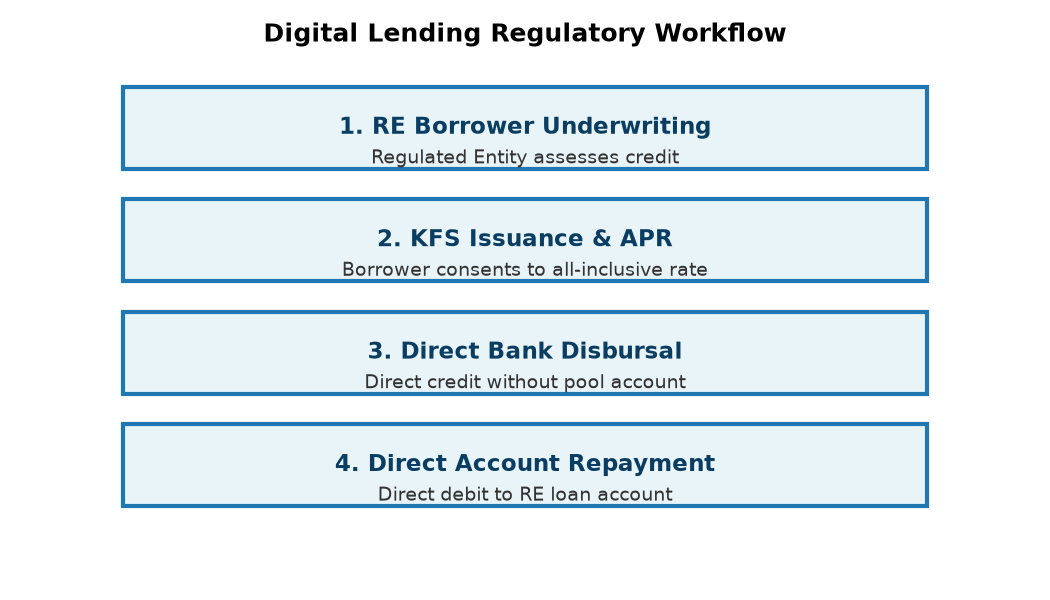 Digital Lending Regulatory Workflow
1. RE Borrower Underwriting
Regulated Entity assesses credit
2. KFS Issuance & APR
Borrower consents to all-inclusive rate
3. Direct Bank Disbursal
Direct credit without pool account
4. Direct Account Repayment
Direct debit to RE loan account